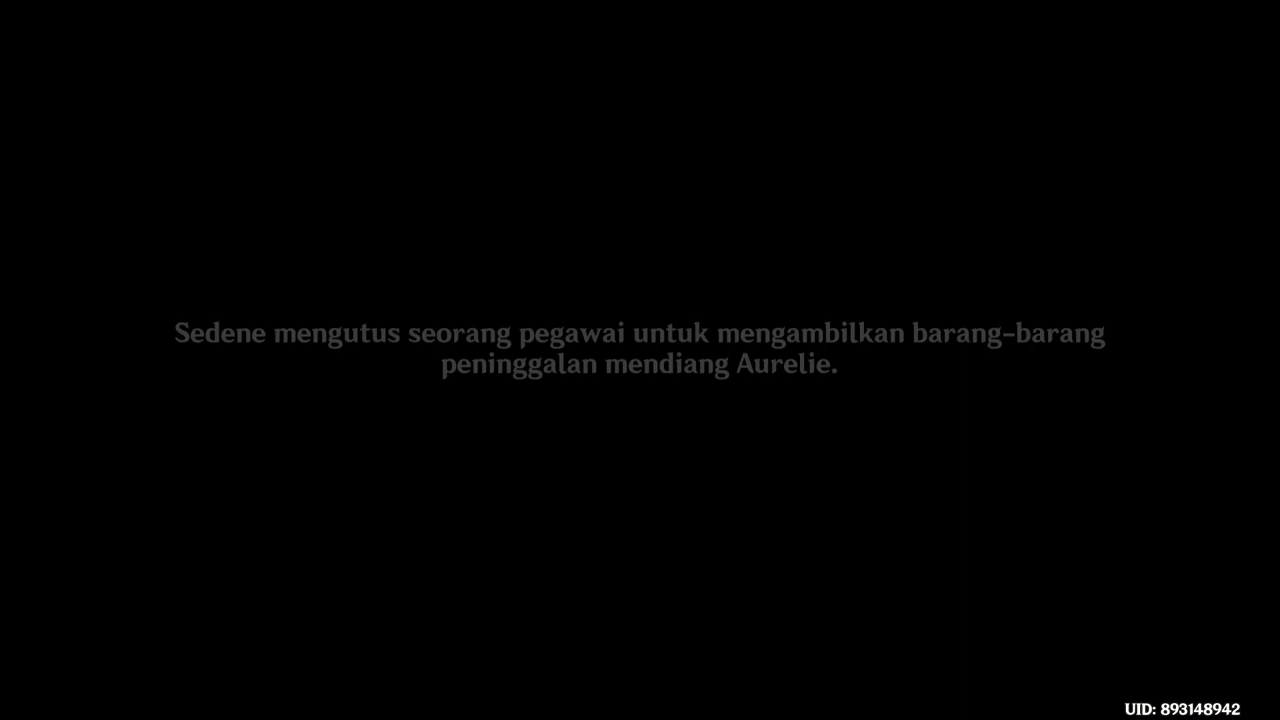 Sedene mengutus seorang pegawai untuk mengambilkan barang-barang
peninggalan mendiang Aurelie.
UID: 893148942